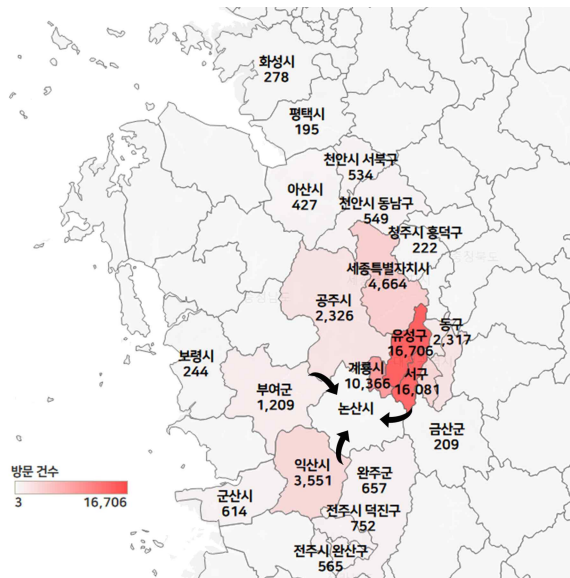 화성시
278
평택시
195
천안시 서북구
534
아산시
427
천안시 동남구
549
청주시 흥덕구
222
세종특별자치시
4,664
공주시
2,326
유성구
16,706
동구
2,317
보령시
244
계룡시
10,366
서구
16,081
부여군
1,209
논산시
금산군
209
익산시
3,551
완주군
657
방문 건수
3
16,706
군산시
614
전주시 덕진구
752
전주시 완산구
565